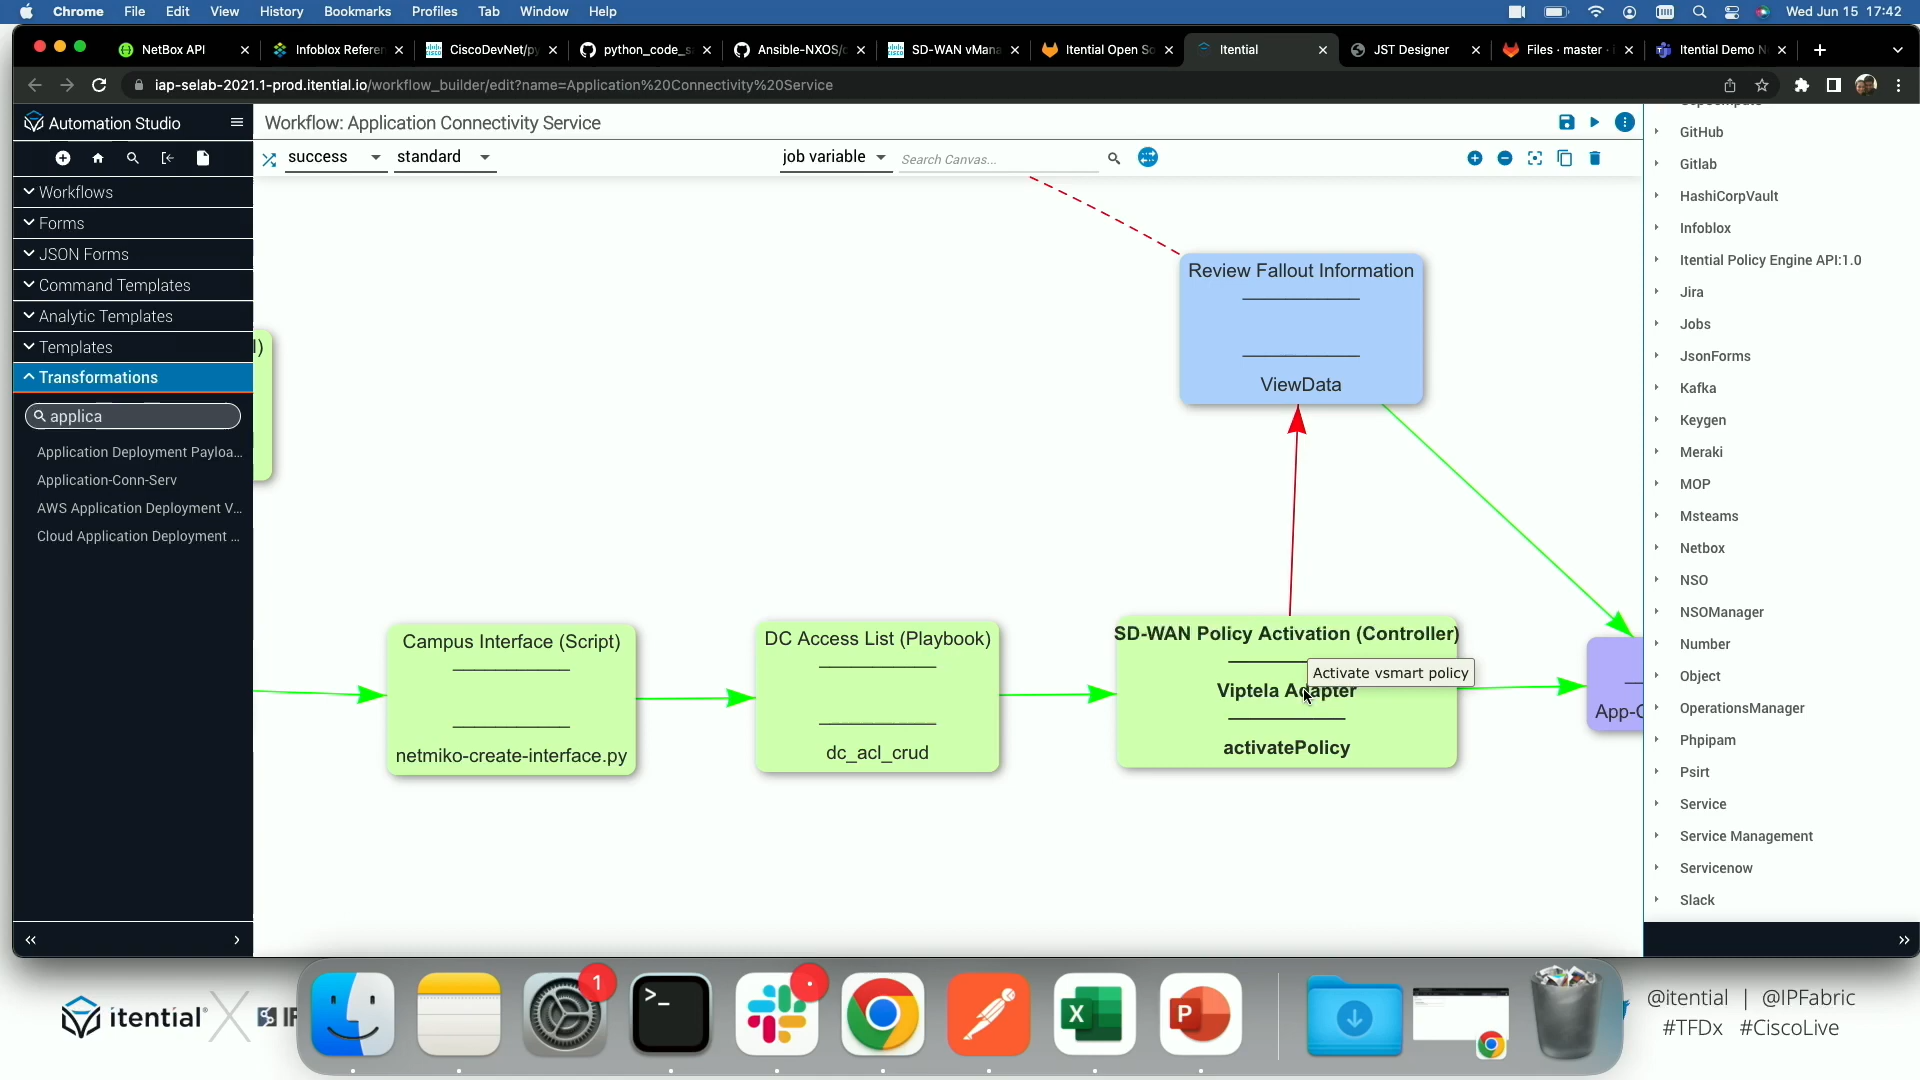 Chrome File Edit View History Bookmarks Profiles Tab Window Help
Wed Jun 15 17:42
NetBox API
Infoblox Referen
CiscoDevNet/py
python_code_s
Ansible-NXOS/c
SD-WAN vMana
Itential Open So
Itential
JST Designer
Files · master · i
Itential Demo N
iap-selab-2021.1-prod.itential.io/workflow_builder/edit?name=Application%20Connectivity%20Service
Automation Studio
Workflow: Application Connectivity Service
success
standard
job variable
Search Canvas...
Workflows
Forms
JSON Forms
Command Templates
Analytic Templates
Templates
Transformations
applica
Application Deployment Payloa...
Application-Conn-Serv
AWS Application Deployment V...
Cloud Application Deployment ...
l)
Review Fallout Information
ViewData
Campus Interface (Script)
netmiko-create-interface.py
DC Access List (Playbook)
dc_acl_crud
SD-WAN Policy Activation (Controller)
Activate vsmart policy
Viptela Adapter
activatePolicy
App-C
GitHub
Gitlab
HashiCorpVault
Infoblox
Itential Policy Engine API:1.0
Jira
Jobs
JsonForms
Kafka
Keygen
Meraki
MOP
Msteams
Netbox
NSO
NSOManager
Number
Object
OperationsManager
Phpipam
Psirt
Service
Service Management
Servicenow
Slack
itential
IF
1
@itential | @IPFabric
#TFDx #CiscoLive